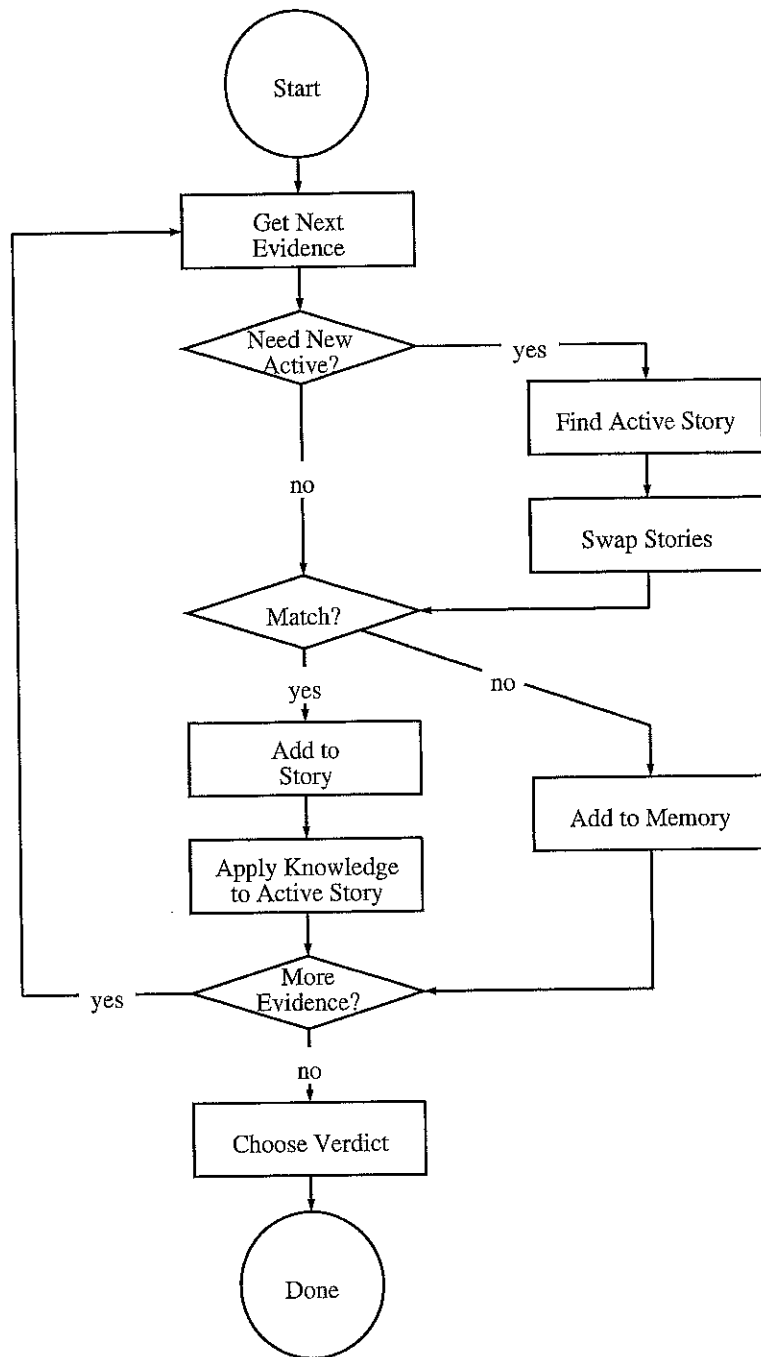 Start
Get Next
Evidence
Need New
Active?
yes
Find Active Story
no
Swap Stories
Match?
yes
no
Add to
Story
Add to Memory
Apply Knowledge
to Active Story
More
Evidence?
yes
no
Choose Verdict
Done